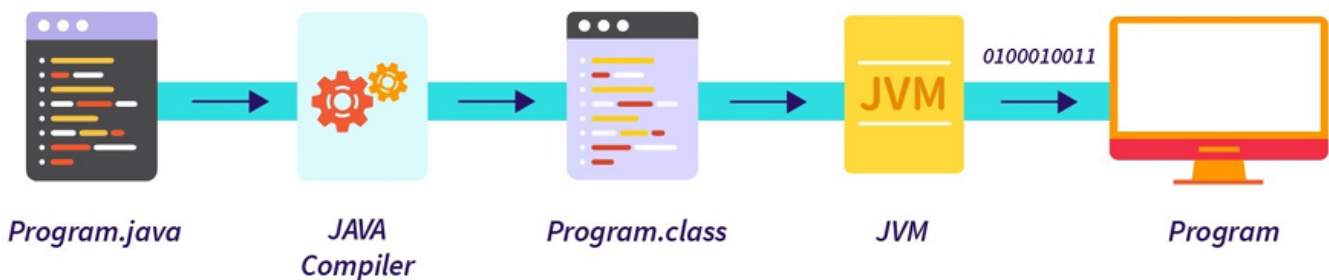 0100010011
JVM
Program.java
JAVA
Compiler
Program.class
JVM
Program